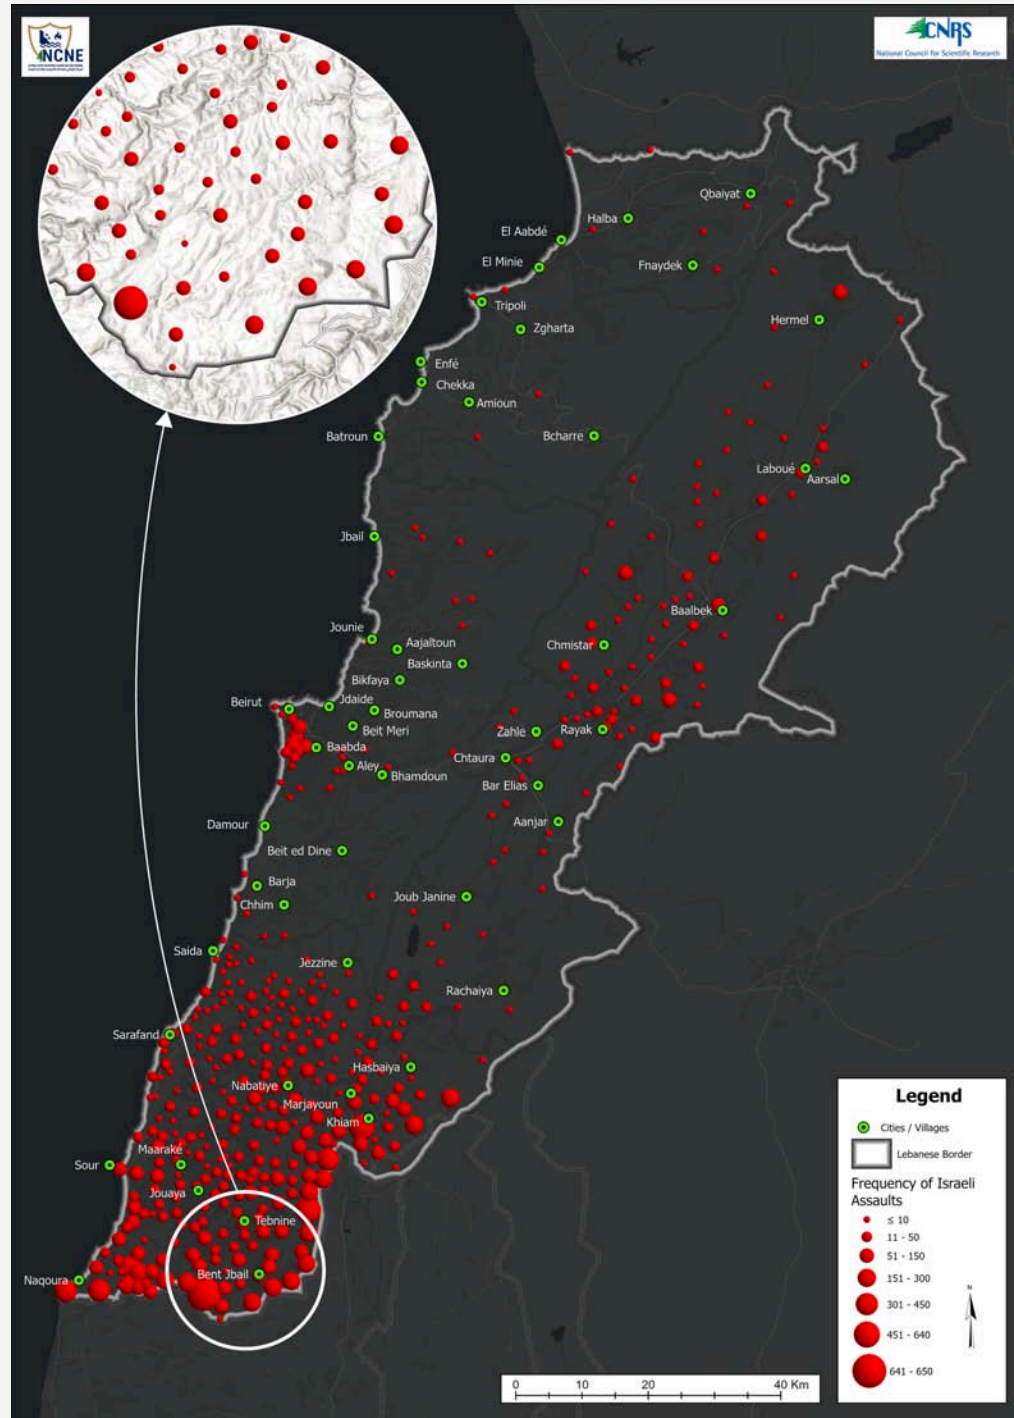 NCNE
CNRS
National Council for Scientific Research
Qbaiyat
Halba
El Aabdé
El Minie
Fnaydek
Tripoli
Hermel
Zgharta
Enfé
Chekka
Amioun
Batroun
Bcharre
Laboué
Aarsal
Jbail
Baalbek
Jounie
Aajaltoun
Chmistar
Baskinta
Bikfaya
Beirut
Jdaide
Broumana
Beit Meri
Zahle
Rayak
Baabda
Chtaura
Aley
Bhamdoun
Bar Elias
Damour
Aanjar
Beit ed Dine
Barja
Chhim
Joub Janine
Saida
Jezzine
Rachaiya
Sarafand
Hasbaiya
Nabatiye
Marjayoun
Khiam
Maaraké
Sour
Jouaya
Tebnine
Bent Jbail
Naqoura
Legend
Cities / Villages
Lebanese Border
Frequency of Israeli
Assaults
≤ 10
11 - 50
51 - 150
151 - 300
301 - 450
451 - 640
641 - 650
N
0 10 20 40 Km